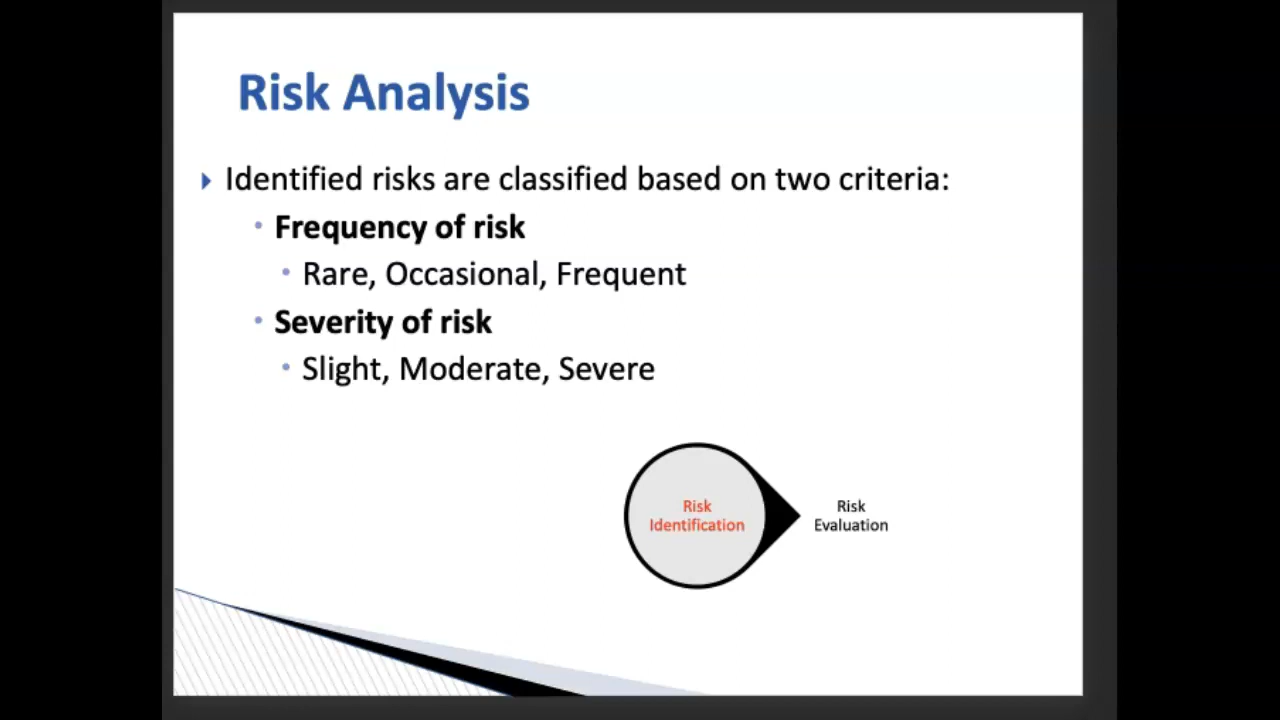 Risk Analysis
Identified risks are classified based on two criteria:
Frequency of risk
Rare, Occasional, Frequent
Severity of risk
Slight, Moderate, Severe
Risk
Identification
Risk
Evaluation